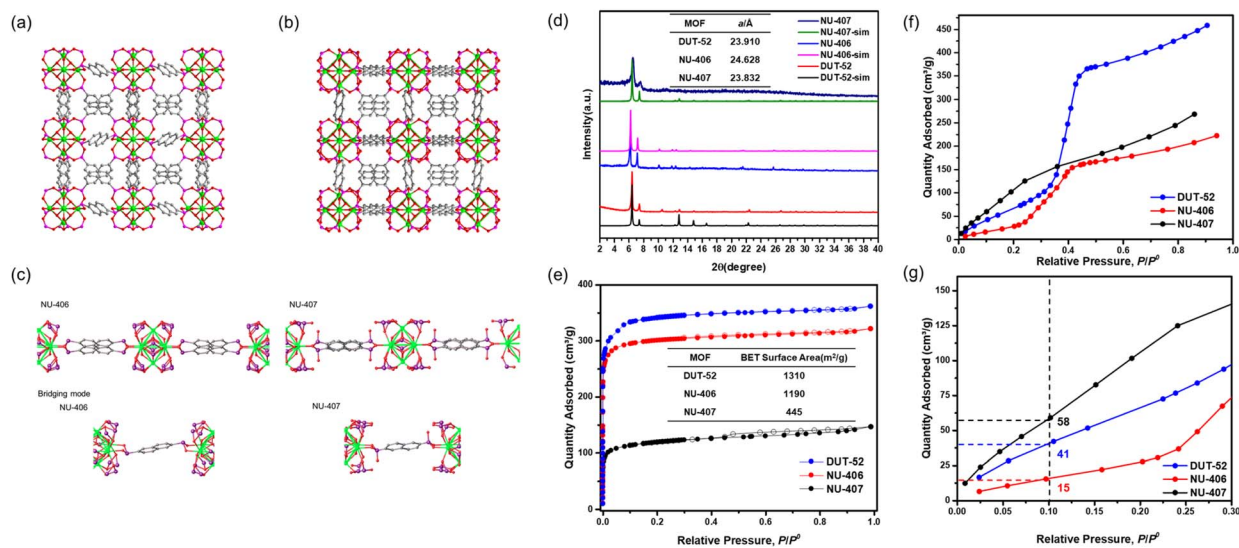 (a)
(b)
(c)
NU-406
NU-407
Bridging mode
NU-406
NU-407
(d)
Intensity(a.u.)
MOF a/Å
DUT-52 23.910
NU-406 24.628
NU-407 23.832
NU-407
NU-407-sim
NU-406
NU-406-sim
DUT-52
DUT-52-sim
2 4 6 8 10 12 14 16 18 20 22 24 26 28 30 32 34 36 38 40
2θ(degree)
(e)
Quantity Adsorbed (cm³/g)
400
300
200
100
0
MOF BET Surface Area(m²/g)
DUT-52 1310
NU-406 1190
NU-407 445
DUT-52
NU-406
NU-407
0.0 0.2 0.4 0.6 0.8 1.0
Relative Pressure, P/P⁰
(f)
Quantity Adsorbed (cm³/g)
500
450
400
350
300
250
200
150
100
50
0
DUT-52
NU-406
NU-407
0.0 0.2 0.4 0.6 0.8 1.0
Relative Pressure, P/P⁰
(g)
Quantity Adsorbed (cm³/g)
150
125
100
75
50
25
0
58
41
15
DUT-52
NU-406
NU-407
0.00 0.05 0.10 0.15 0.20 0.25 0.30
Relative Pressure, P/P⁰